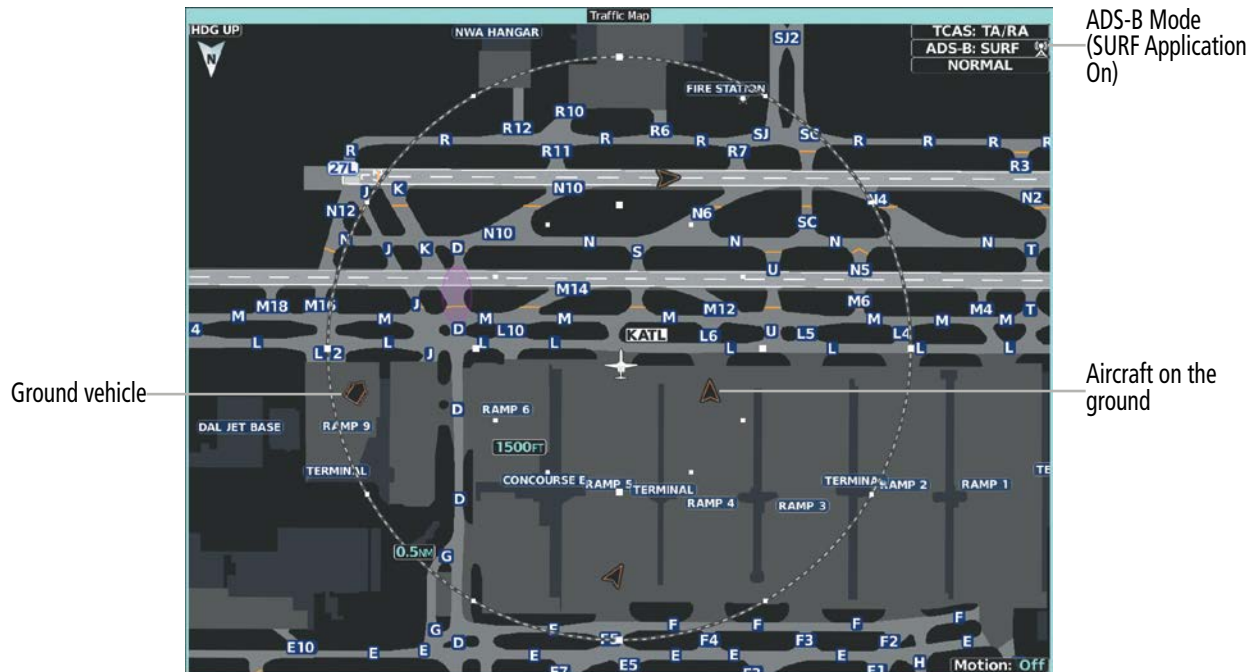 Traffic Map
HDG UP
N
NWA HANGAR
SJ2
TCAS: TA/RA
ADS-B: SURF
NORMAL
ADS-B Mode
(SURF Application
On)
FIRE STATION
R10
R12 R6
R R R SJ SG R R R R
R R11 R7 R3
27L
J K N10 N4 N2
N12 N6 SC
N J K D N10 N S N U N N5 N T
M18 M16 J M14 M12 M6 M4 T
4 M M D M L10 M M L6 U L5 M L4 M M
L L J L L KATL L L L L
Ground vehicle
Aircraft on the
ground
D RAMP 6
DAL JET BASE RAMP 9
1500FT
TERMINAL CONCOURSE E RAMP 5 TERMINAL TERMINAL RAMP 2 RAMP 1
D RAMP 4 RAMP 3
0.5NM G
G D F F F F F
E10 E E F4 F3 F2 E
E E5 E E H
Motion: Off